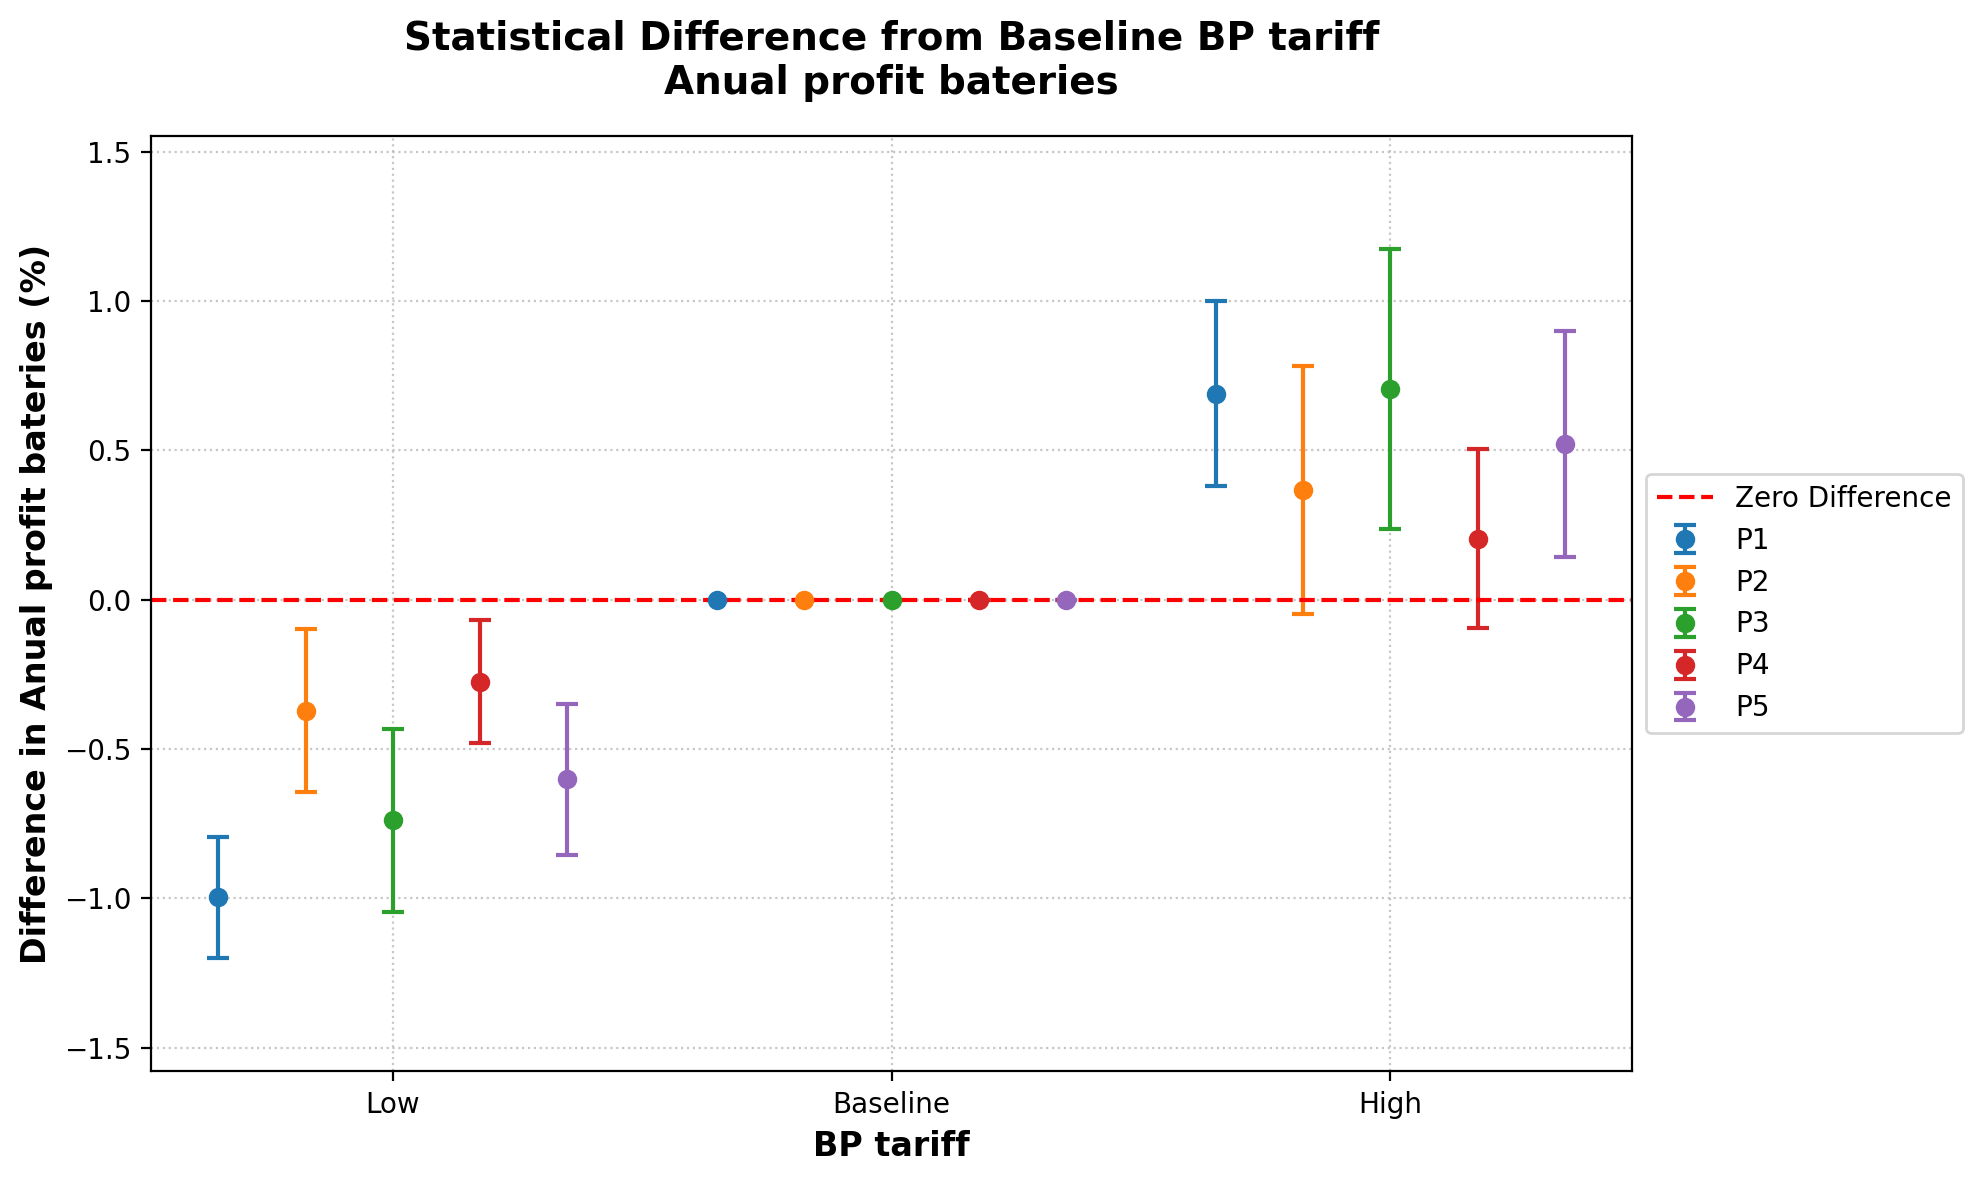 Statistical Difference from Baseline BP tariff
Anual profit bateries
Difference in Anual profit bateries (%)
1.5
1.0
0.5
0.0
−0.5
−1.0
−1.5
Low
Baseline
High
BP tariff
Zero Difference
P1
P2
P3
P4
P5